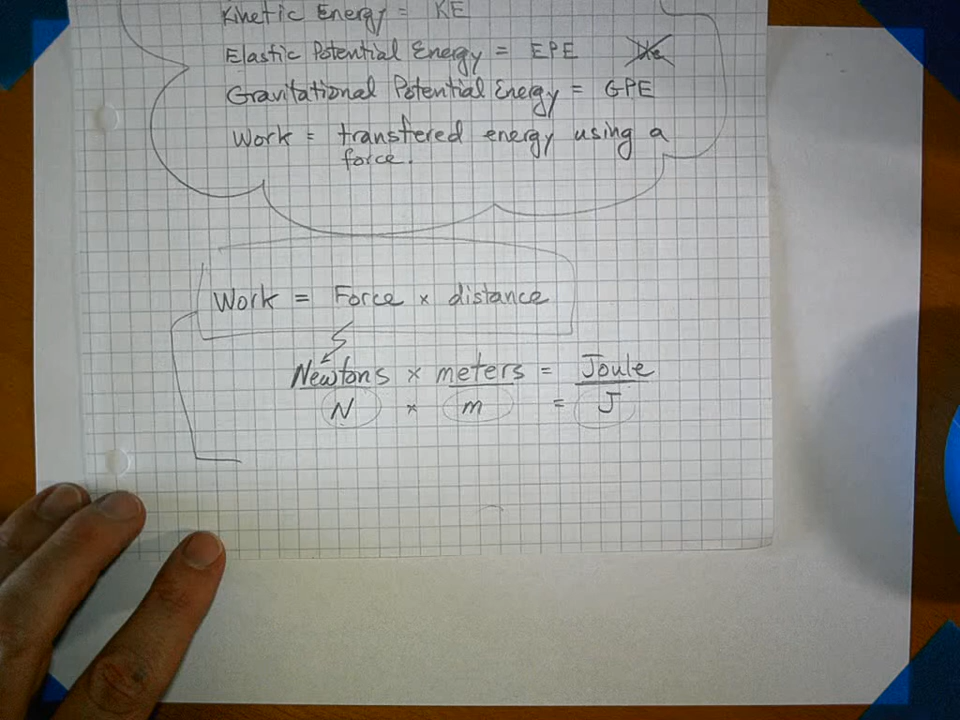 Kinetic Energy = KE
Elastic Potential Energy = EPE
Gravitational Potential Energy = GPE
Work = transfered energy using a
force.
Work = Force × distance
Newtons × meters = Joule
N × m = J